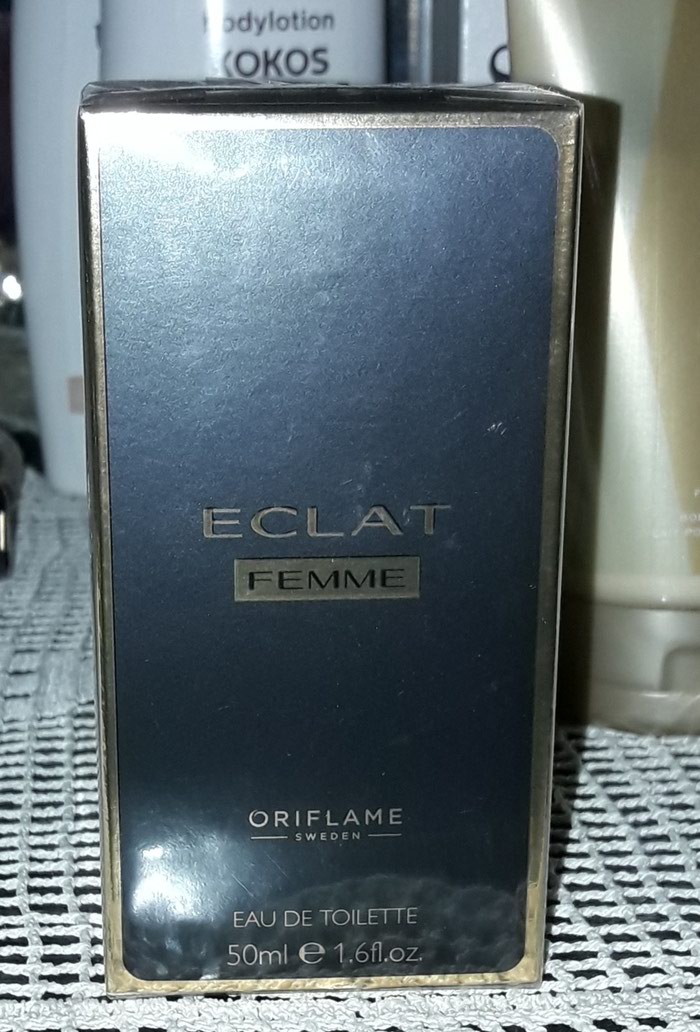 odylotion
KOKOS
ECLAT
FEMME
ORIFLAME
SWEDEN
EAU DE TOILETTE
50ml e 1.6fl.oz.